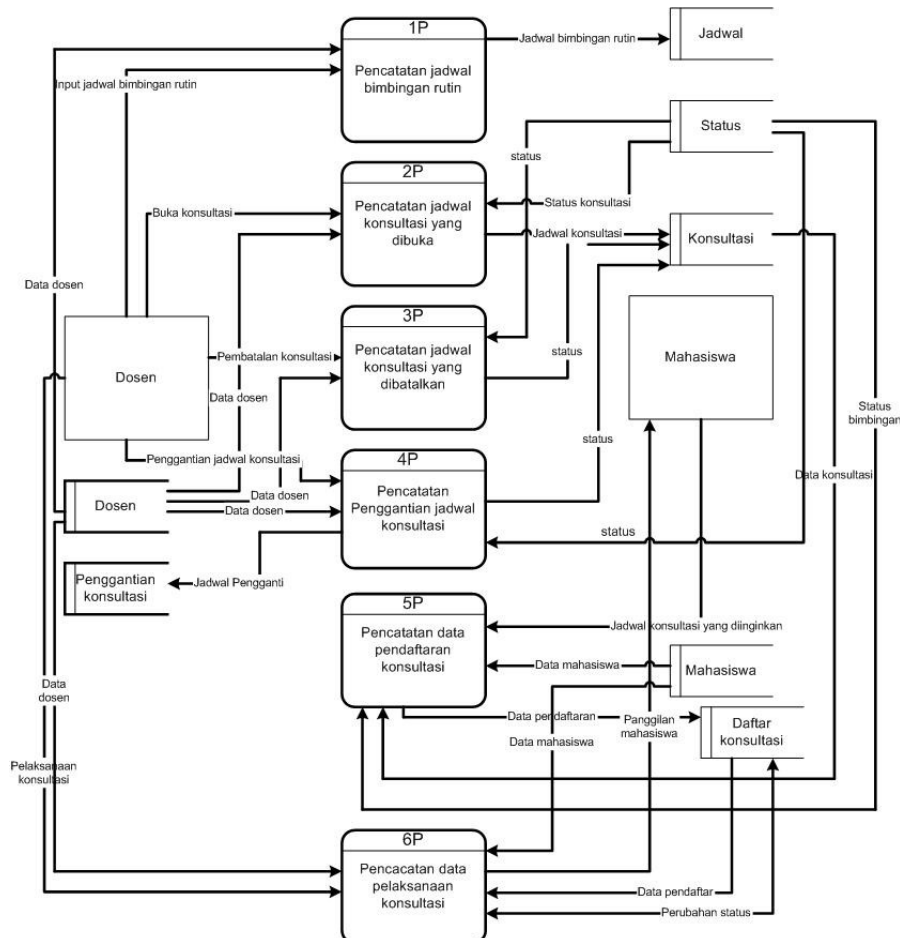 1P
Pencatatan jadwal
bimbingan rutin
Jadwal bimbingan rutin
Jadwal
Input jadwal bimbingan rutin
Status
status
2P
Pencatatan jadwal
konsultasi yang
dibuka
Buka konsultasi
Status konsultasi
Jadwal konsultasi
Konsultasi
Data dosen
3P
Pencatatan jadwal
konsultasi yang
dibatalkan
Dosen
Pembatalan konsultasi
status
Mahasiswa
Data dosen
Status
bimbingan
Penggantian jadwal konsultasi
4P
Pencatatan
Penggantian jadwal
konsultasi
status
Data konsultasi
Dosen
Data dosen
Data dosen
status
Penggantian
konsultasi
Jadwal Pengganti
5P
Pencatatan data
pendaftaran
konsultasi
Jadwal konsultasi yang diinginkan
Data mahasiswa
Mahasiswa
Data
dosen
Data pendaftaran
Panggilan
mahasiswa
Daftar
konsultasi
Data mahasiswa
Pelaksanaan
konsultasi
6P
Pencacatan data
pelaksanaan
konsultasi
Data pendaftar
Perubahan status